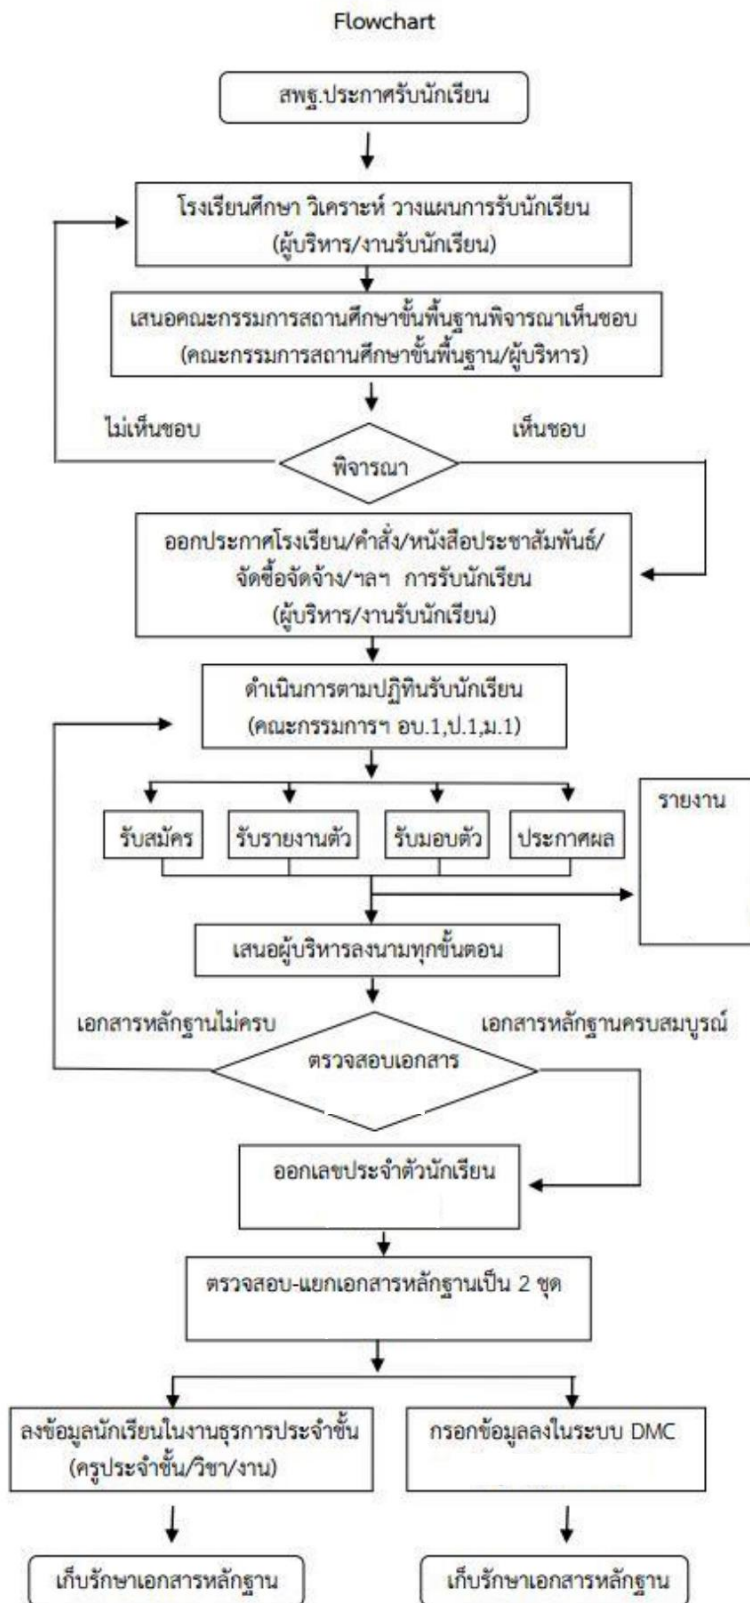 Flowchart
สพฐ.ประกาศรับนักเรียน
โรงเรียนศึกษา วิเคราะห์ วางแผนการรับนักเรียน
(ผู้บริหาร/งานรับนักเรียน)
เสนอคณะกรรมการสถานศึกษาขั้นพื้นฐานพิจารณาเห็นชอบ
(คณะกรรมการสถานศึกษาขั้นพื้นฐาน/ผู้บริหาร)
ไม่เห็นชอบ
เห็นชอบ
พิจารณา
ออกประกาศโรงเรียน/คำสั่ง/หนังสือประชาสัมพันธ์/
จัดซื้อจัดจ้าง/ฯลฯ การรับนักเรียน
(ผู้บริหาร/งานรับนักเรียน)
ดำเนินการตามปฏิทินรับนักเรียน
(คณะกรรมการฯ อบ.1,ป.1,ม.1)
รายงาน
รับสมัคร
รับรายงานตัว
รับมอบตัว
ประกาศผล
เสนอผู้บริหารลงนามทุกขั้นตอน
เอกสารหลักฐานไม่ครบ
เอกสารหลักฐานครบสมบูรณ์
ตรวจสอบเอกสาร
ออกเลขประจำตัวนักเรียน
ตรวจสอบ-แยกเอกสารหลักฐานเป็น 2 ชุด
ลงข้อมูลนักเรียนในงานธุรการประจำชั้น
(ครูประจำชั้น/วิชา/งาน)
กรอกข้อมูลลงในระบบ DMC
เก็บรักษาเอกสารหลักฐาน
เก็บรักษาเอกสารหลักฐาน